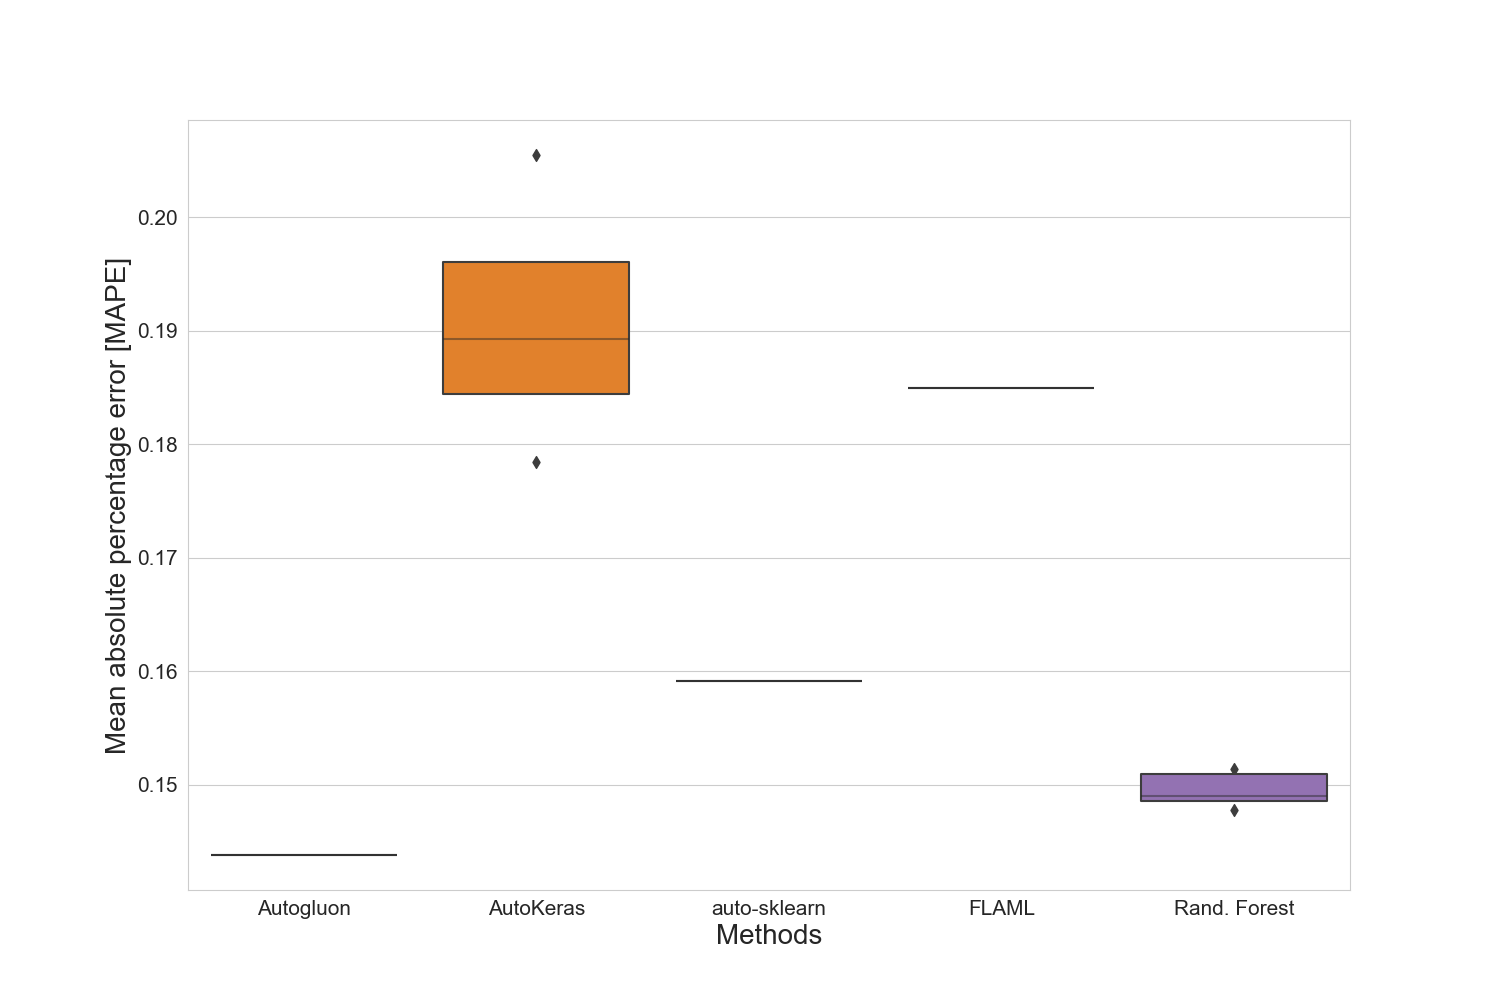 0.20
0.19
0.18
0.17
0.16
0.15
Mean absolute percentage error [MAPE]
Autogluon AutoKeras auto-sklearn FLAML Rand. Forest
Methods